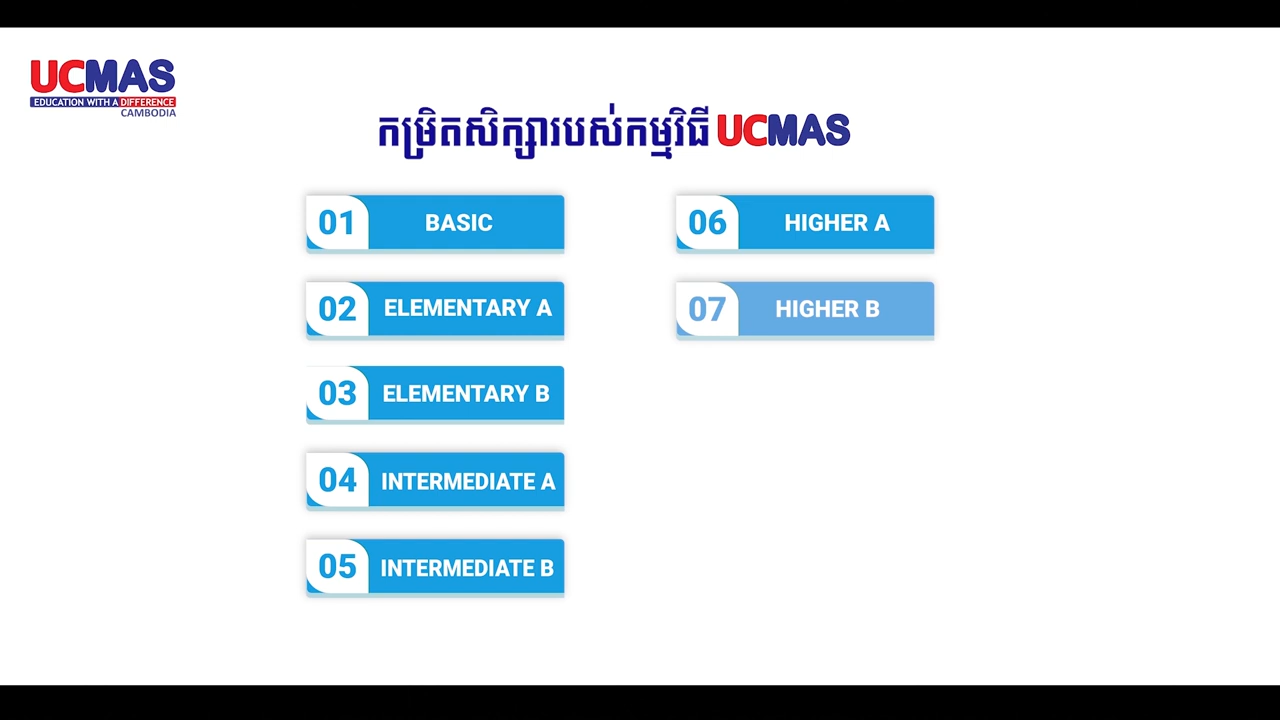 UCMAS
EDUCATION WITH A DIFFERENCE
CAMBODIA
កម្រិតសិក្សារបស់កម្មវិធី UCMAS
01 BASIC
02 ELEMENTARY A
03 ELEMENTARY B
04 INTERMEDIATE A
05 INTERMEDIATE B
06 HIGHER A
07 HIGHER B